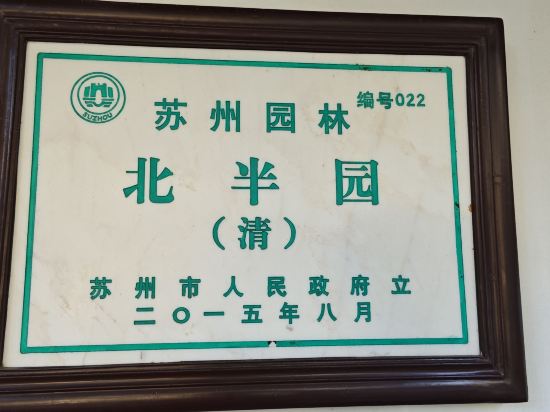 编号022
苏州园林
SUZHOU
北半园
（清）
苏州市人民政府立
二〇一五年八月